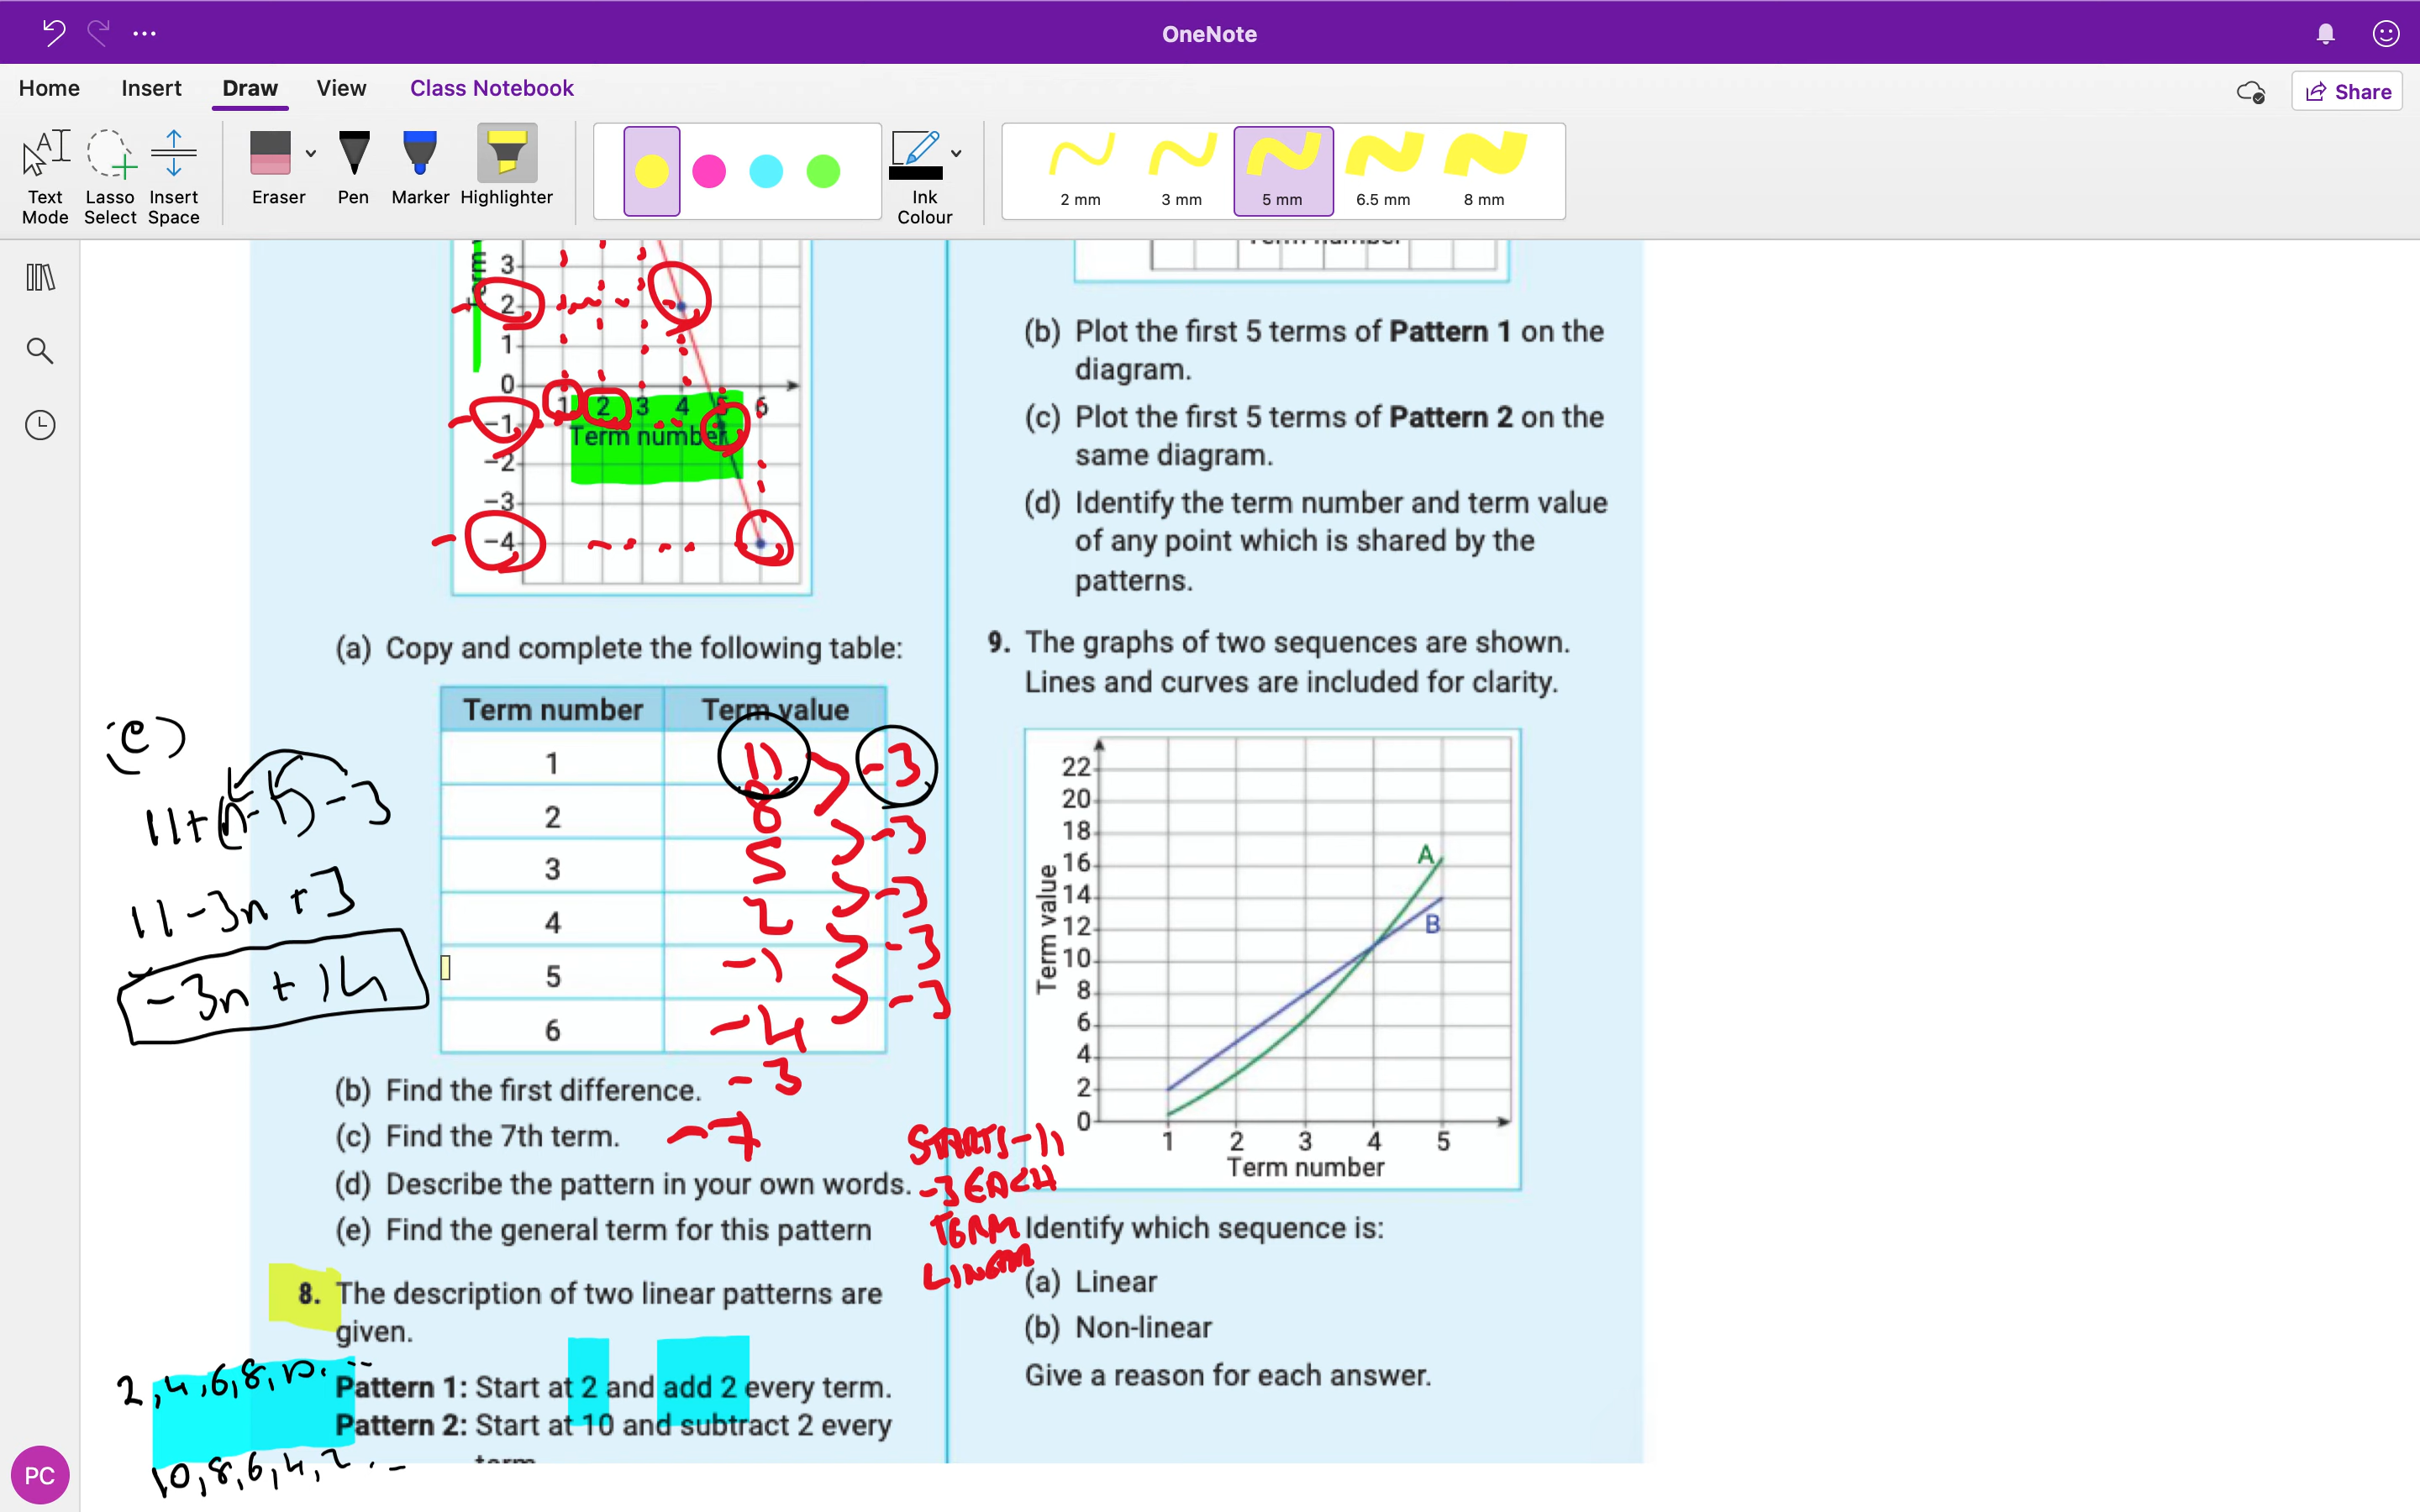 OneNote
Home Insert Draw View Class Notebook
Share
Text Mode
Lasso Select
Insert Space
Eraser
Pen
Marker
Highlighter
Ink Colour
2 mm
3 mm
5 mm
6.5 mm
8 mm
3
2
1
0
-1
-2
-3
-4
1 2 3 4 5 6
Term number
(a) Copy and complete the following table:
Term number Term value
1 11 -3
2 8 -3
3 5 -3
4 2 -3
5 -1 -3
6 -4
(e)
11+(n-1)-3
11-3n+3
-3n+14
(b) Find the first difference. -3
(c) Find the 7th term. -7
(d) Describe the pattern in your own words.
STARTS-11
-3 EACH
TERM
LINEAR
(e) Find the general term for this pattern
8. The description of two linear patterns are
given.
2,4,6,8,10...
Pattern 1: Start at 2 and add 2 every term.
Pattern 2: Start at 10 and subtract 2 every
term
10,8,6,4,2...
PC
Term number
(b) Plot the first 5 terms of Pattern 1 on the
diagram.
(c) Plot the first 5 terms of Pattern 2 on the
same diagram.
(d) Identify the term number and term value
of any point which is shared by the
patterns.
9. The graphs of two sequences are shown.
Lines and curves are included for clarity.
Term value
22
20
18
16
14
12
10
8
6
4
2
0
A
B
1 2 3 4 5
Term number
Identify which sequence is:
(a) Linear
(b) Non-linear
Give a reason for each answer.